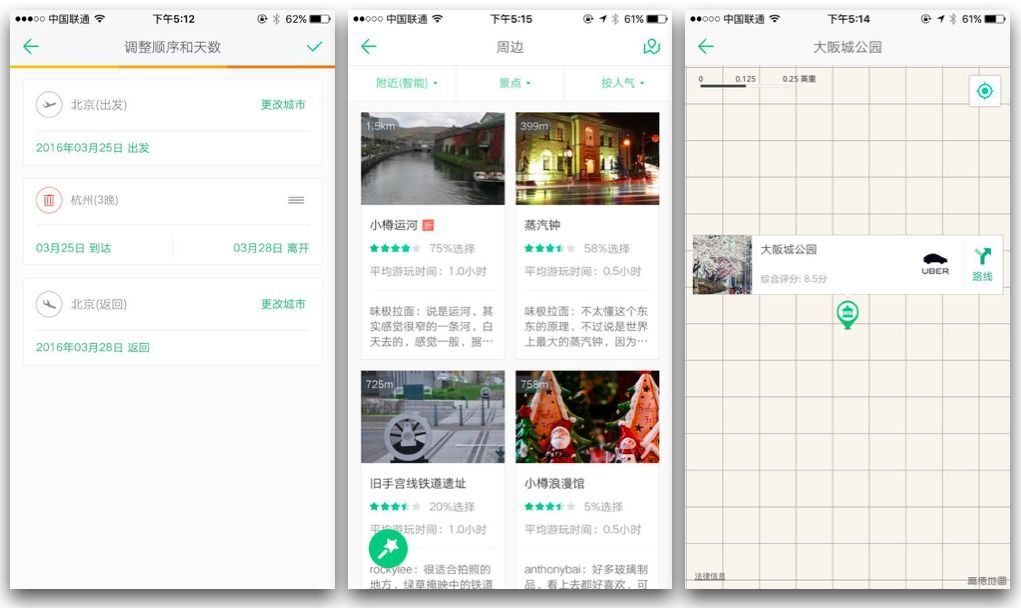 中国联通
下午5:12
62%
调整顺序和天数
北京(出发)
更改城市
2016年03月25日 出发
杭州(3晚)
03月25日 到达
03月28日 离开
北京(返回)
更改城市
2016年03月28日 返回
中国联通
下午5:15
61%
周边
附近(智能)
景点
按人气
1.5km
小樽运河 折
75%选择
平均游玩时间：1.0小时
味极拉面：说是运河，其
实感觉很窄的一条河，白
天去的，感觉一般，据…
399m
蒸汽钟
58%选择
平均游玩时间：0.5小时
味极拉面：不太懂这个东
东的原理，不过说是世界
上最大的蒸汽钟，因为…
725m
旧手宫线铁道遗址
20%选择
平均游玩时间：1.0小时
rockylee：很适合拍照的
地方，绿草掩映中的铁道
758m
小樽浪漫馆
5%选择
平均游玩时间：0.5小时
anthonybai：好多玻璃制
品，看上去都好喜欢，可
中国联通
下午5:14
61%
大阪城公园
0
0.125
0.25 英里
大阪城公园
综合评分: 8.5分
UBER
路线
法律信息
高德地图